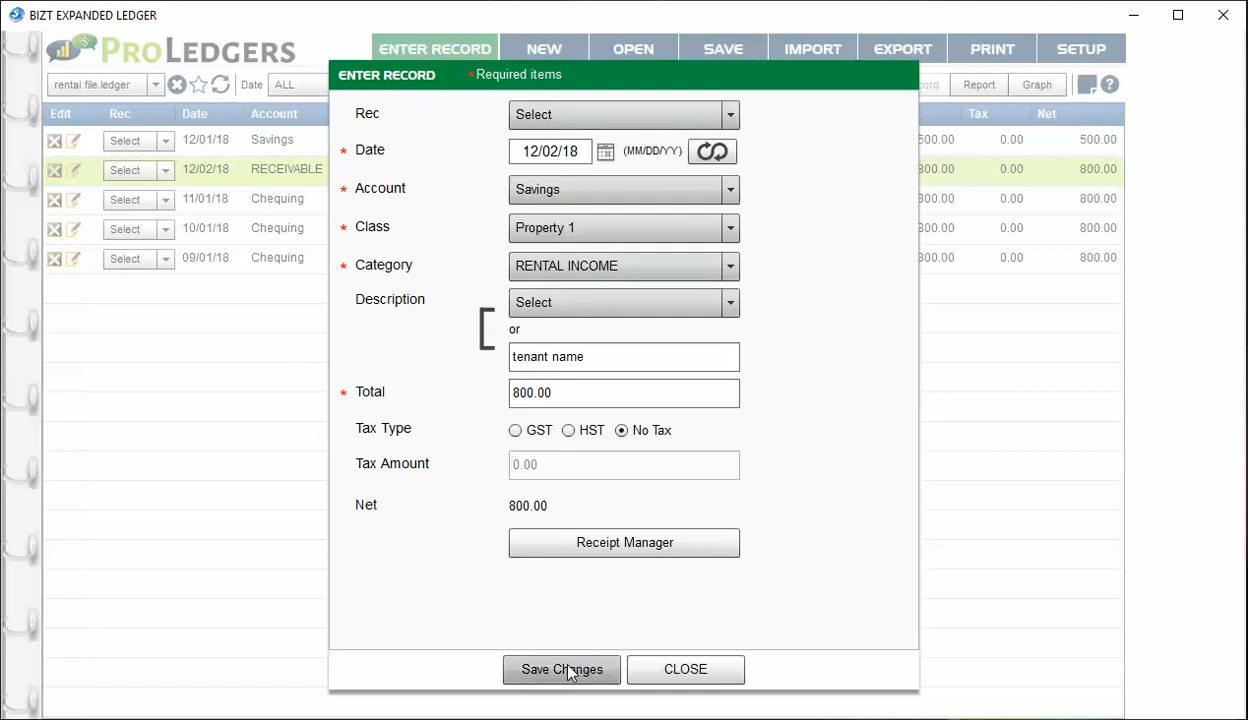 BIZT EXPANDED LEDGER
PROLEDGERS
ENTER RECORD NEW OPEN SAVE IMPORT EXPORT PRINT SETUP
rental file.ledger Date ALL ord Report Graph
Edit Rec Date Account Tax Net
Select 12/01/18 Savings 500.00 0.00 500.00
Select 12/02/18 RECEIVABLE 800.00 0.00 800.00
Select 11/01/18 Chequing 800.00 0.00 800.00
Select 10/01/18 Chequing 800.00 0.00 800.00
Select 09/01/18 Chequing 800.00 0.00 800.00
ENTER RECORD * Required items
Rec Select
* Date 12/02/18 (MM/DD/YY)
* Account Savings
* Class Property 1
* Category RENTAL INCOME
Description Select
or
tenant name
* Total 800.00
Tax Type GST HST No Tax
Tax Amount 0.00
Net 800.00
Receipt Manager
Save Changes CLOSE